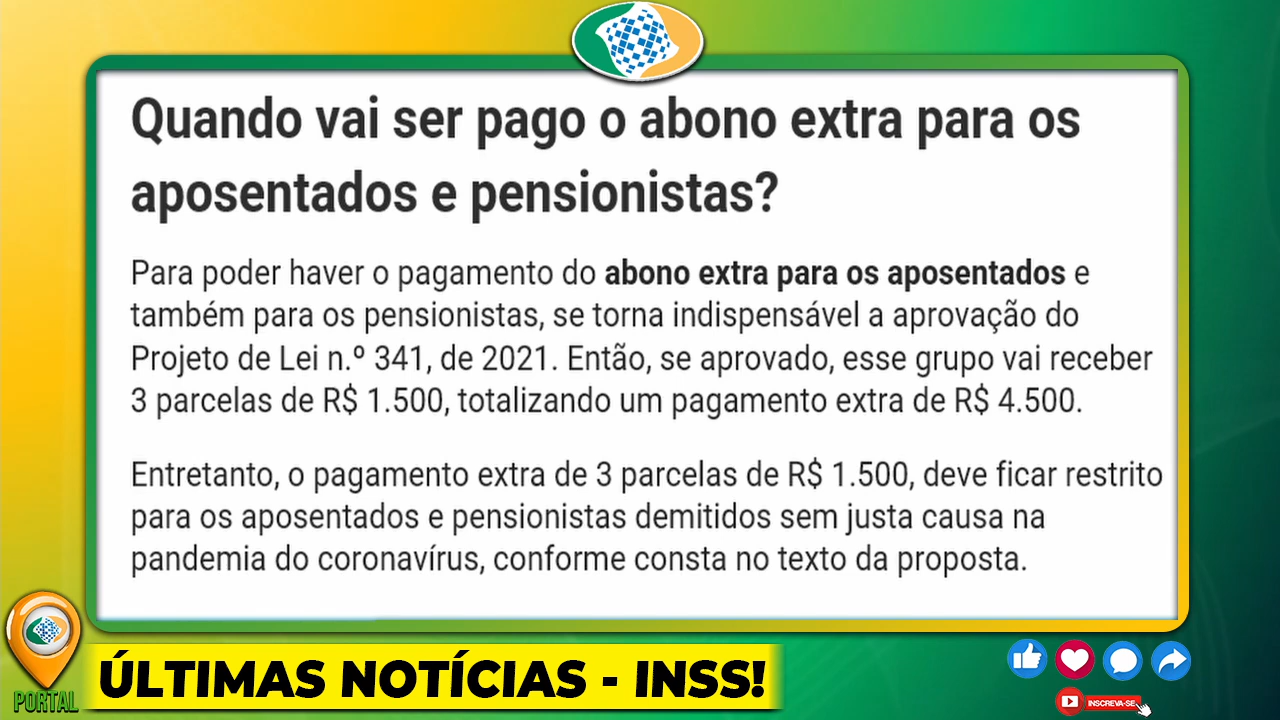 Quando vai ser pago o abono extra para os
aposentados e pensionistas?
Para poder haver o pagamento do abono extra para os aposentados e
também para os pensionistas, se torna indispensável a aprovação do
Projeto de Lei n.º 341, de 2021. Então, se aprovado, esse grupo vai receber
3 parcelas de R$ 1.500, totalizando um pagamento extra de R$ 4.500.
Entretanto, o pagamento extra de 3 parcelas de R$ 1.500, deve ficar restrito
para os aposentados e pensionistas demitidos sem justa causa na
pandemia do coronavírus, conforme consta no texto da proposta.
PORTAL
ÚLTIMAS NOTÍCIAS - INSS!
INSCREVA-SE